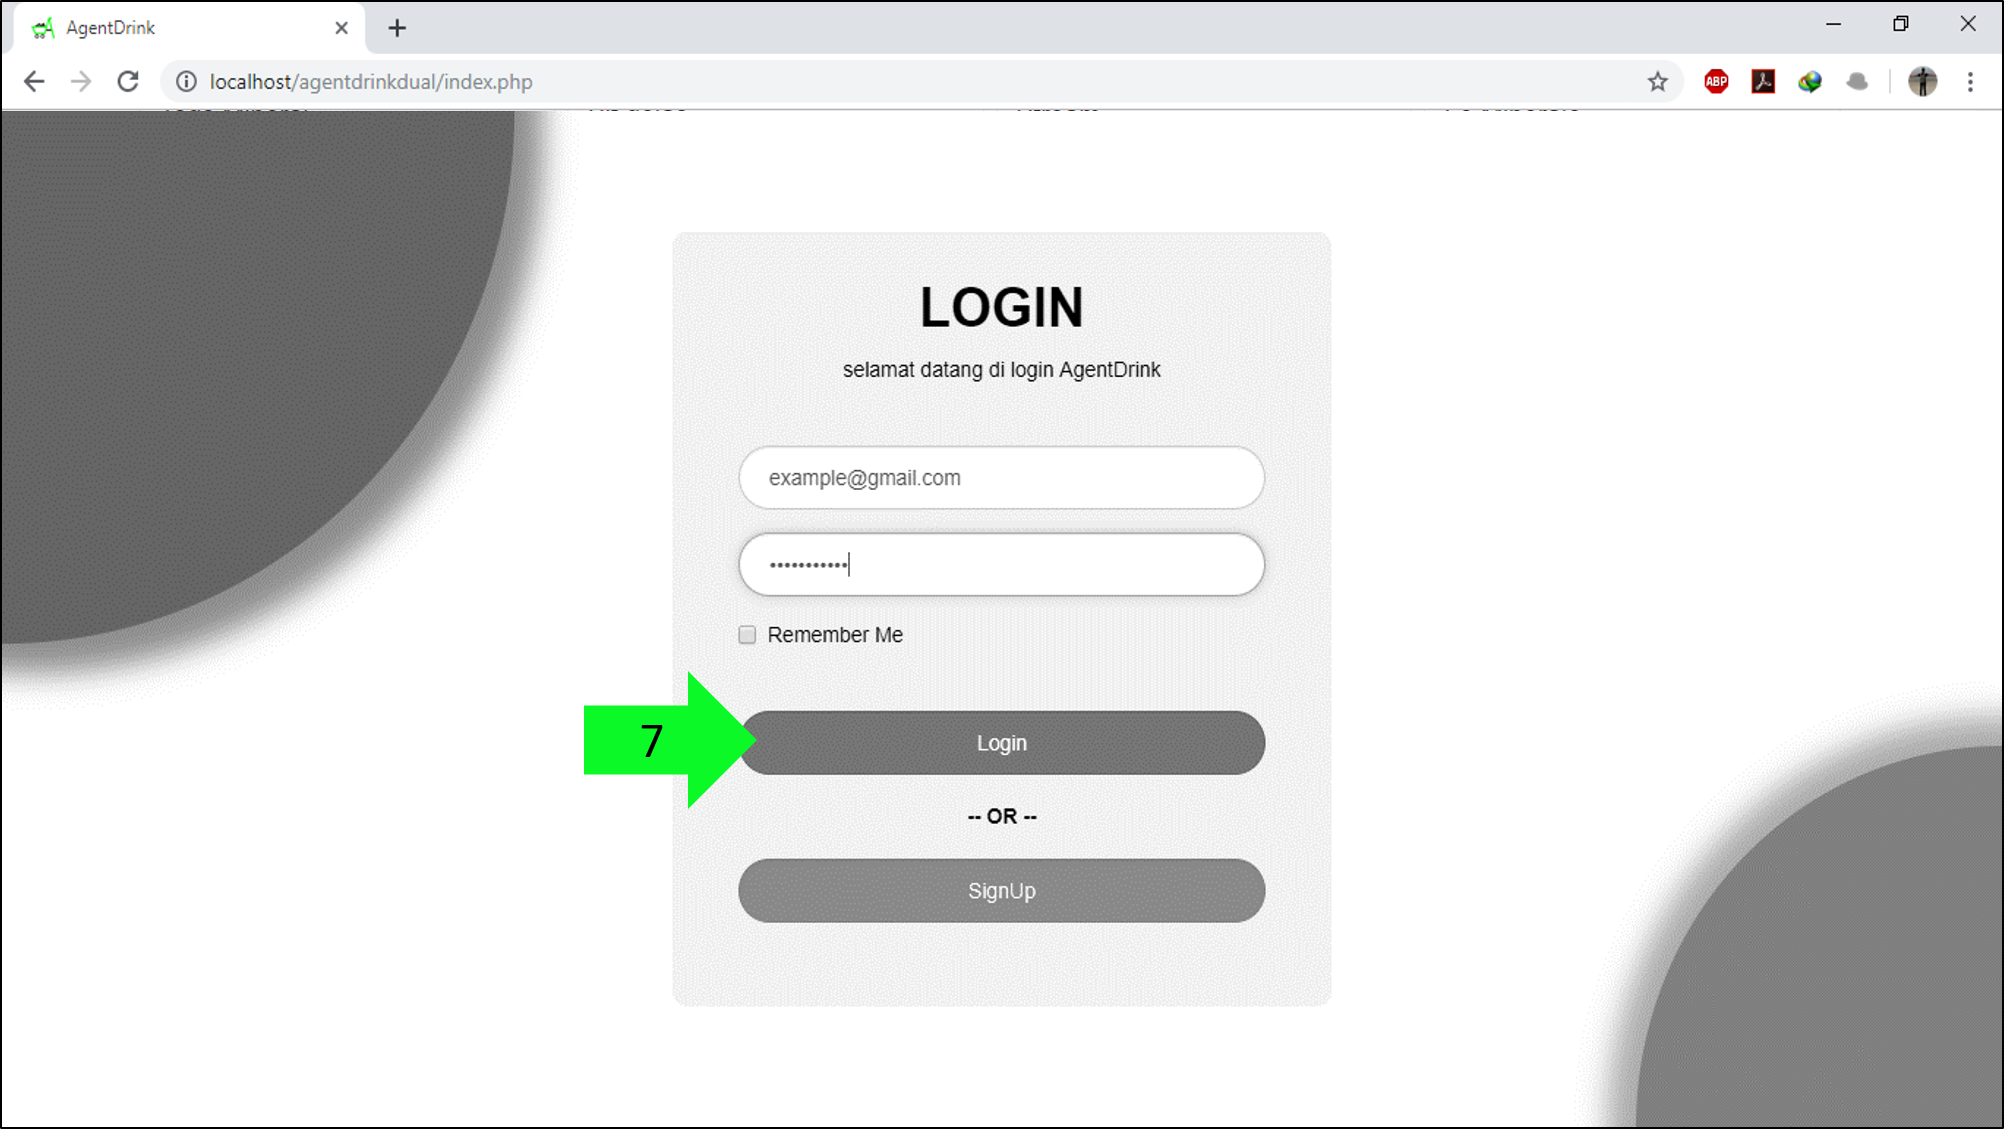 AgentDrink
localhost/agentdrinkdual/index.php
ABP
LOGIN
selamat datang di login AgentDrink
example@gmail.com
•••••••••••
Remember Me
7
Login
-- OR --
SignUp